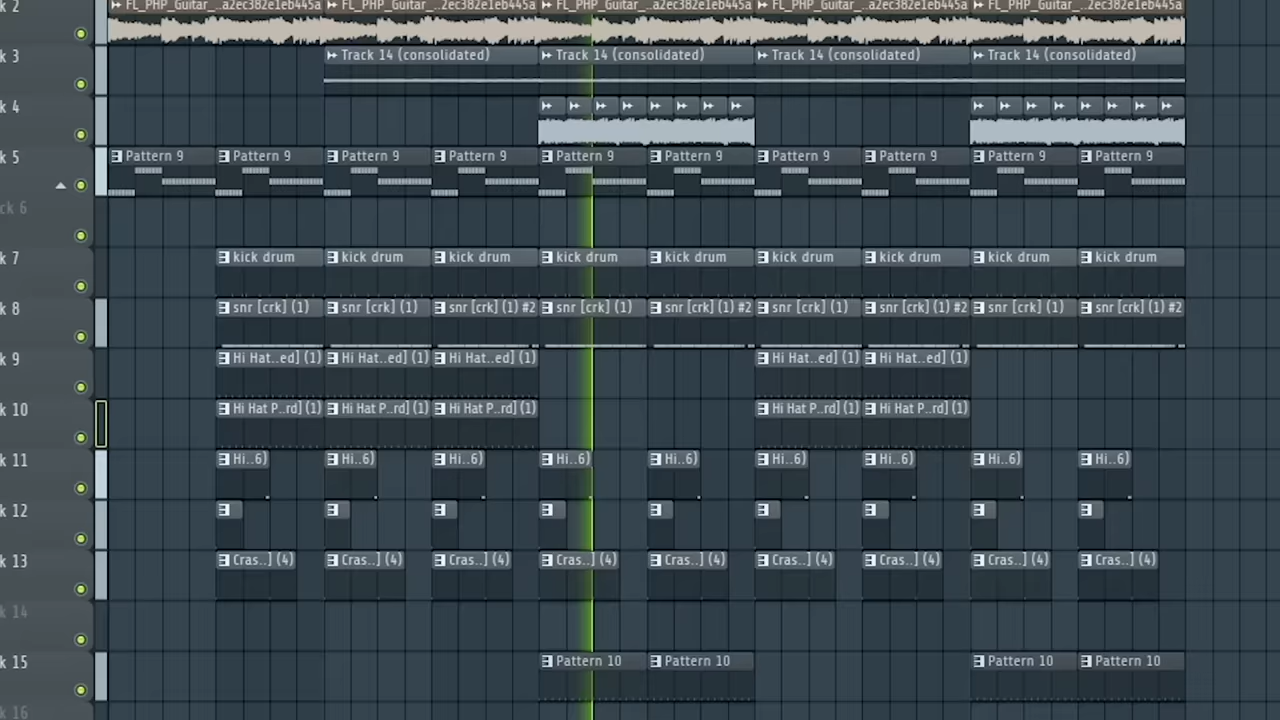 k 2 FL_PHP_Guitar_..a2ec382e1eb445a FL_PHP_Guitar_..2ec382e1eb445a FL_PHP_Guitar_..a2ec382e1eb445a FL_PHP_Guitar_..a2ec382e1eb445a FL_PHP_Guitar_..2ec382e1eb445a
k 3 Track 14 (consolidated) Track 14 (consolidated) Track 14 (consolidated) Track 14 (consolidated)
k 4
k 5 Pattern 9 Pattern 9 Pattern 9 Pattern 9 Pattern 9 Pattern 9 Pattern 9 Pattern 9 Pattern 9 Pattern 9
ck 6
k 7 kick drum kick drum kick drum kick drum kick drum kick drum kick drum kick drum kick drum
k 8 snr [crk] (1) snr [crk] (1) snr [crk] (1) #2 snr [crk] (1) snr [crk] (1) #2 snr [crk] (1) snr [crk] (1) #2 snr [crk] (1) snr [crk] (1) #2
k 9 Hi Hat..ed] (1) Hi Hat..ed] (1) Hi Hat..ed] (1) Hi Hat..ed] (1) Hi Hat..ed] (1)
k 10 Hi Hat P..rd] (1) Hi Hat P..rd] (1) Hi Hat P..rd] (1) Hi Hat P..rd] (1) Hi Hat P..rd] (1)
k 11 Hi..6) Hi..6) Hi..6) Hi..6) Hi..6) Hi..6) Hi..6) Hi..6) Hi..6)
k 12
k 13 Cras..] (4) Cras..] (4) Cras..] (4) Cras..] (4) Cras..] (4) Cras..] (4) Cras..] (4) Cras..] (4) Cras..] (4)
k 14
k 15 Pattern 10 Pattern 10 Pattern 10 Pattern 10
k 16